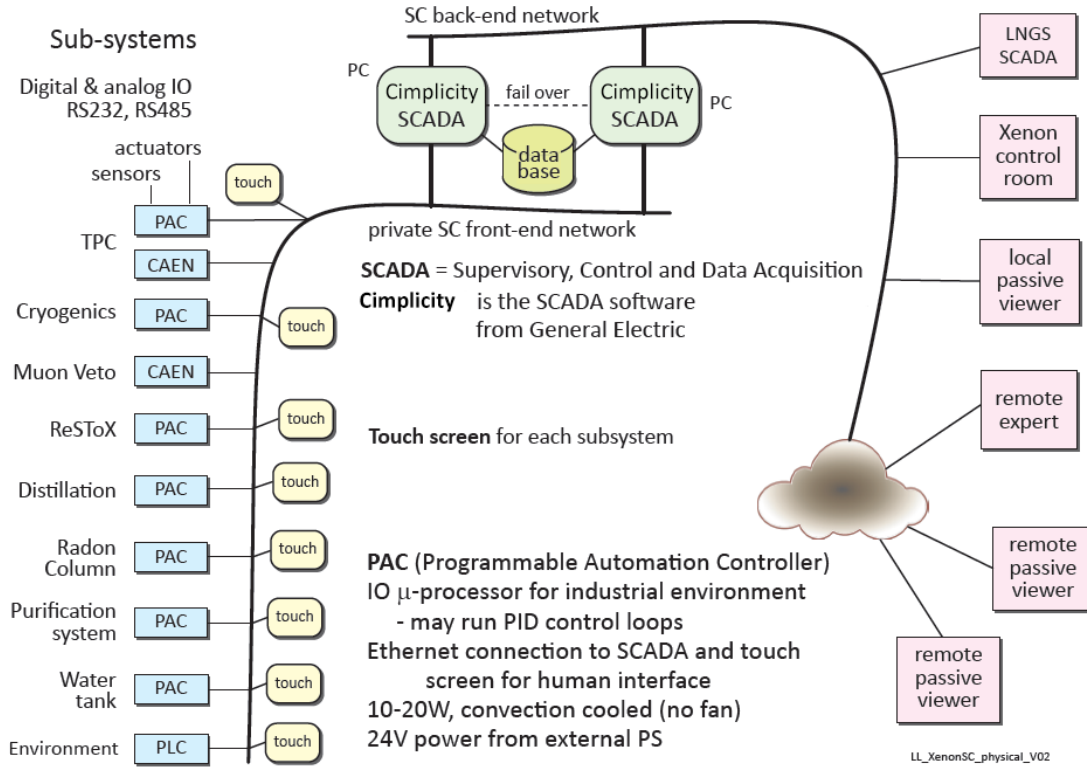 Sub-systems
Digital & analog IO
RS232, RS485
actuators
sensors
touch
PAC
TPC
CAEN
Cryogenics
PAC
touch
Muon Veto
CAEN
ReSToX
PAC
touch
Distillation
PAC
touch
Radon
Column
PAC
touch
Purification
system
PAC
touch
Water
tank
PAC
touch
Environment
PLC
touch
SC back-end network
PC
Cimplicity
SCADA
fail over
Cimplicity
SCADA
PC
data
base
private SC front-end network
SCADA = Supervisory, Control and Data Acquisition
Cimplicity is the SCADA software
from General Electric
Touch screen for each subsystem
PAC (Programmable Automation Controller)
IO μ-processor for industrial environment
- may run PID control loops
Ethernet connection to SCADA and touch
screen for human interface
10-20W, convection cooled (no fan)
24V power from external PS
LNGS
SCADA
Xenon
control
room
local
passive
viewer
remote
expert
remote
passive
viewer
remote
passive
viewer
LL_XenonSC_physical_V02